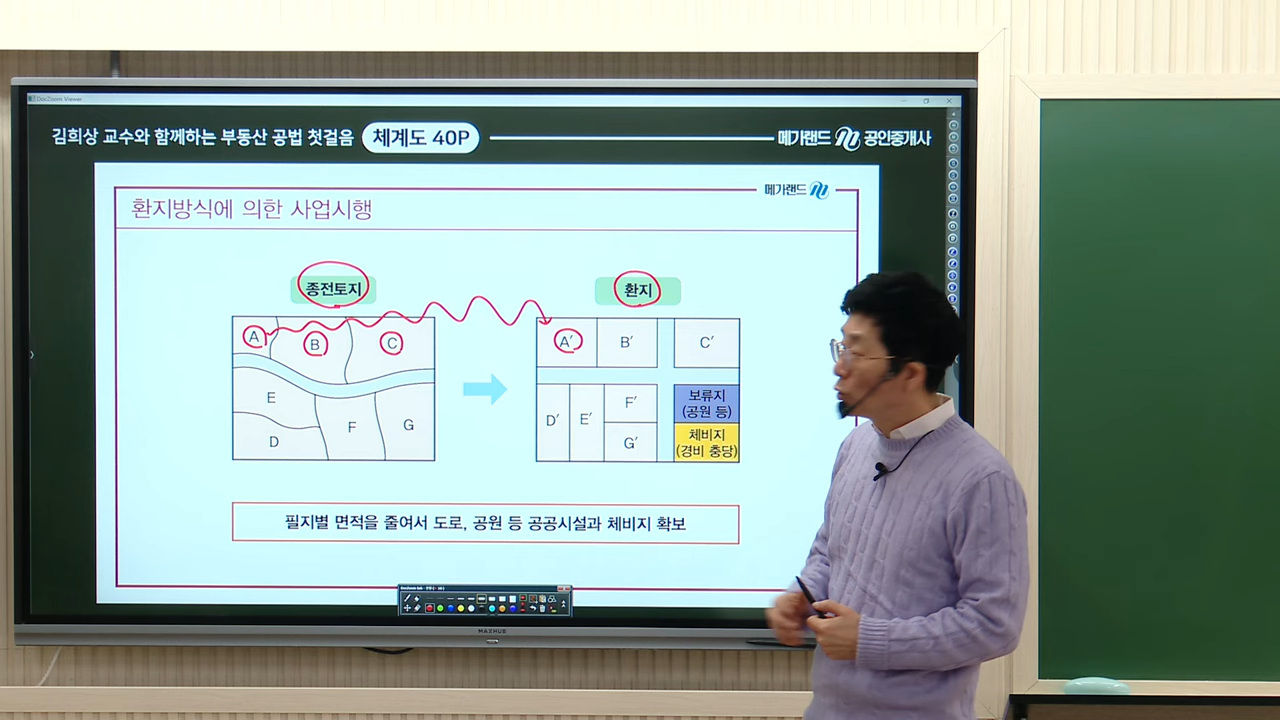 DocZoom Viewer
김희상 교수와 함께하는 부동산 공법 첫걸음 체계도 40P 메가랜드 공인중개사
메가랜드
환지방식에 의한 사업시행
종전토지
환지
A B C
E F G
D
A′ B′ C′
D′ E′ F′
G′
보류지
(공원 등)
체비지
(경비 충당)
필지별 면적을 줄여서 도로, 공원 등 공공시설과 체비지 확보
MAXHUB